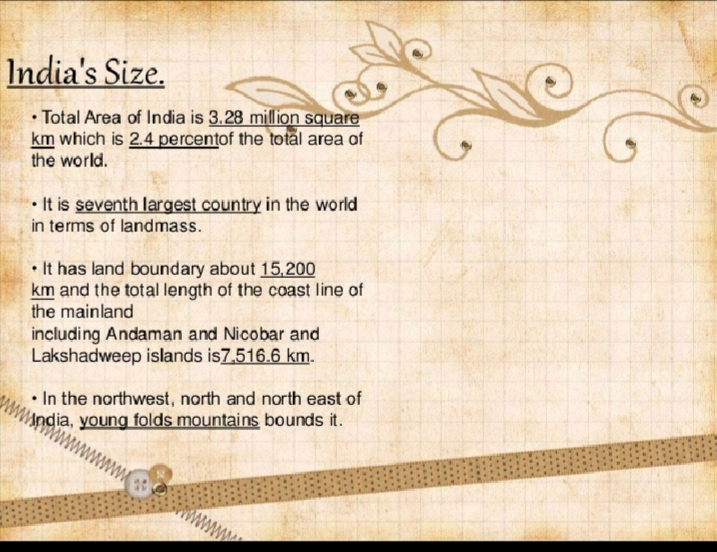 India's Size.
• Total Area of India is 3.28 million square
km which is 2.4 percentof the total area of
the world.
• It is seventh largest country in the world
in terms of landmass.
• It has land boundary about 15,200
km and the total length of the coast line of
the mainland
including Andaman and Nicobar and
Lakshadweep islands is7,516.6 km.
• In the northwest, north and north east of
India, young folds mountains bounds it.